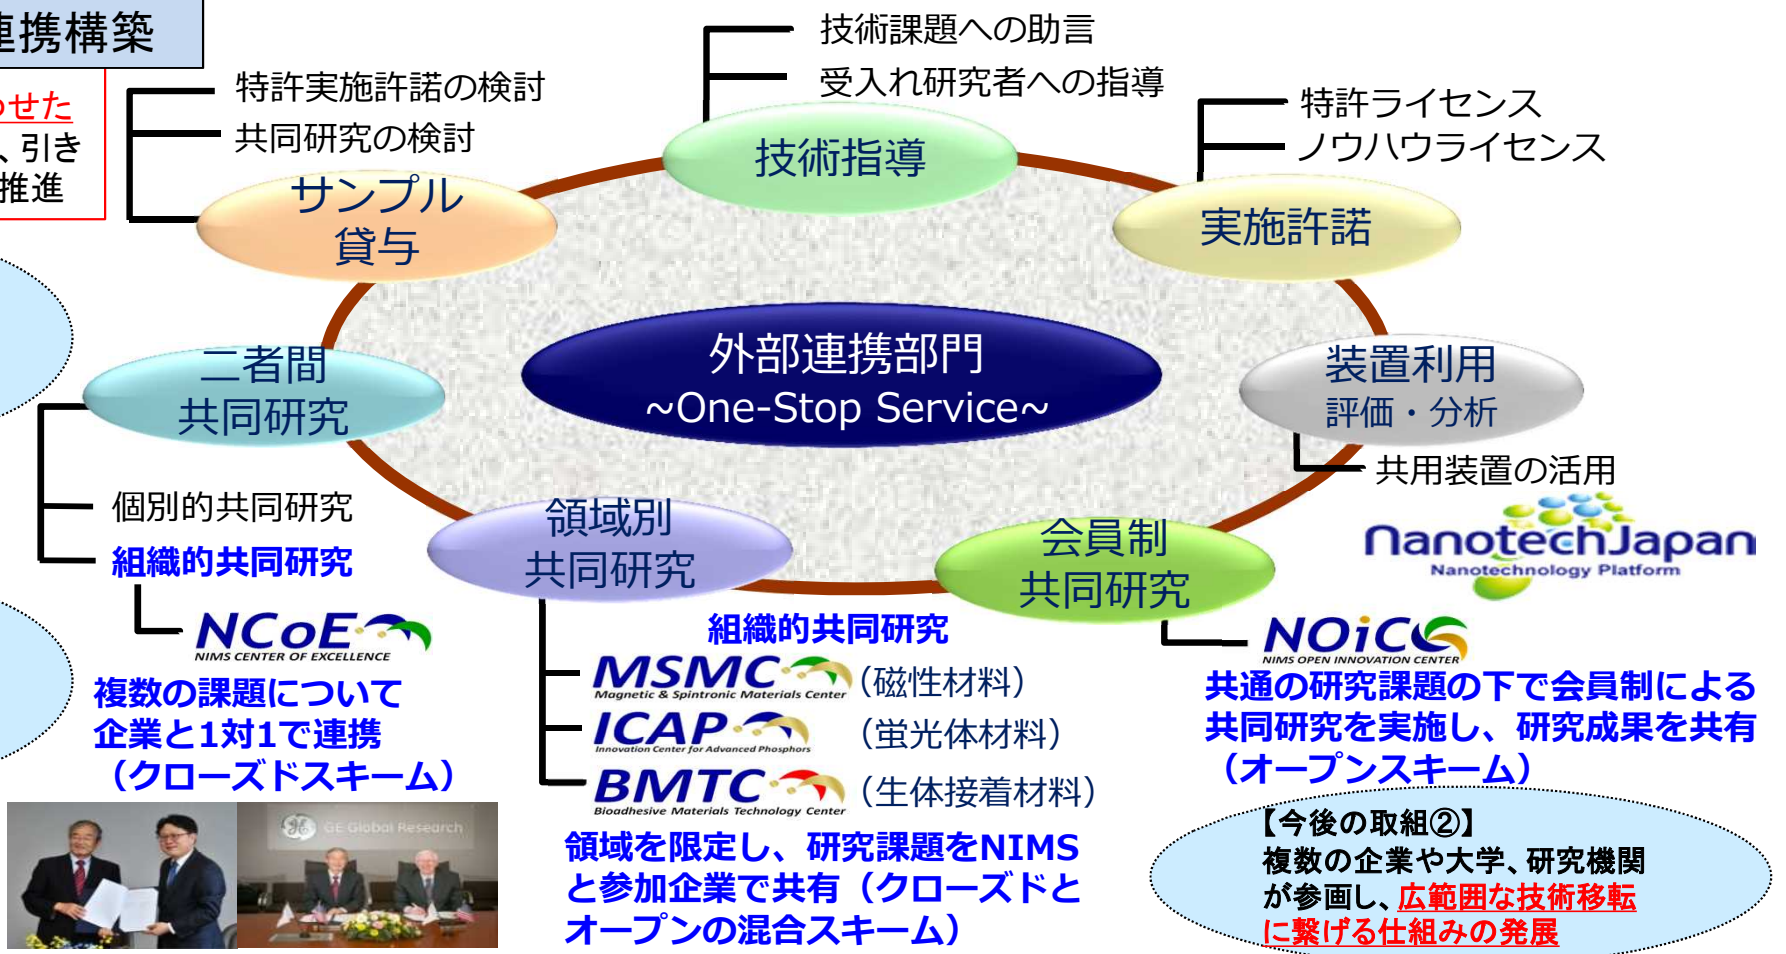 連携構築
わせた
、引き
推進
特許実施許諾の検討
共同研究の検討
サンプル
貸与
技術課題への助言
受入れ研究者への指導
技術指導
特許ライセンス
ノウハウライセンス
実施許諾
外部連携部門
~One-Stop Service~
二者間
共同研究
個別的共同研究
組織的共同研究
NCoE
NIMS CENTER OF EXCELLENCE
複数の課題について
企業と1対1で連携
（クローズドスキーム）
GE Global Research
領域別
共同研究
組織的共同研究
MSMC（磁性材料）
Magnetic & Spintronic Materials Center
ICAP（蛍光体材料）
Innovation Center for Advanced Phosphors
BMTC（生体接着材料）
Bioadhesive Materials Technology Center
領域を限定し、研究課題をNIMS
と参加企業で共有（クローズドと
オープンの混合スキーム）
装置利用
評価・分析
共用装置の活用
NanotechJapan
Nanotechnology Platform
会員制
共同研究
NOiC
NIMS OPEN INNOVATION CENTER
共通の研究課題の下で会員制による
共同研究を実施し、研究成果を共有
（オープンスキーム）
【今後の取組②】
複数の企業や大学、研究機関
が参画し、広範囲な技術移転
に繋げる仕組みの発展